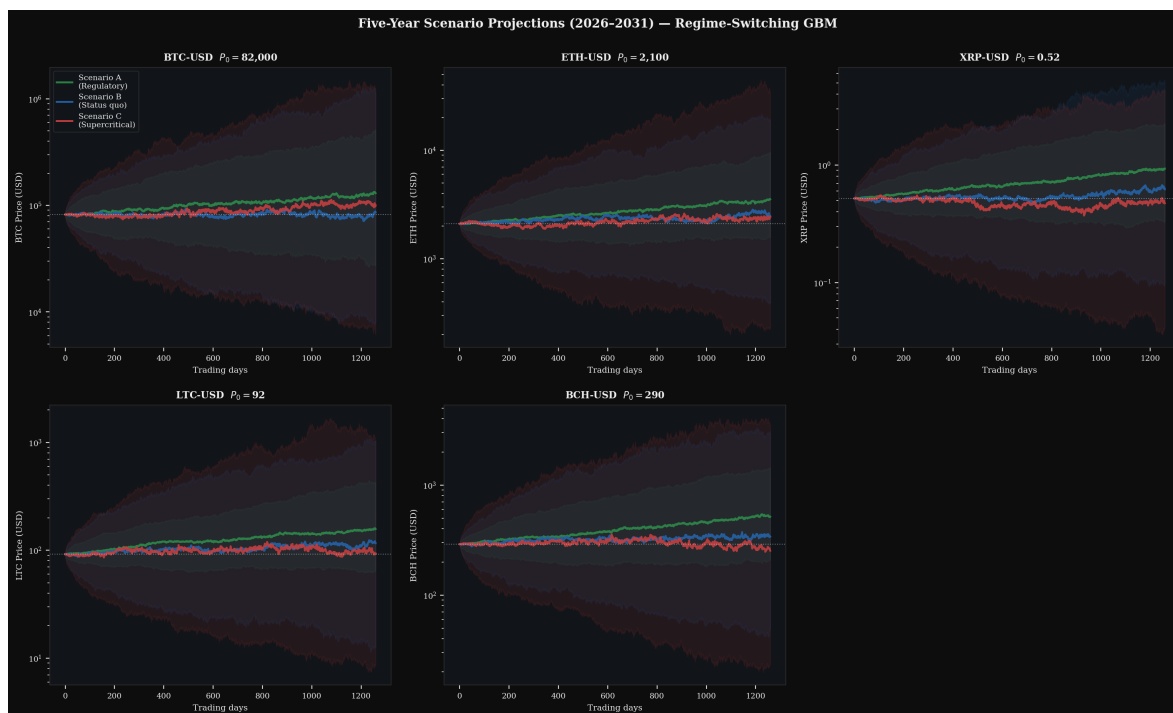 Five-Year Scenario Projections (2026–2031) — Regime-Switching GBM
BTC-USD P₀ = 82,000
Scenario A
(Regulatory)
Scenario B
(Status quo)
Scenario C
(Supercritical)
BTC Price (USD)
10⁶
10⁵
10⁴
0 200 400 600 800 1000 1200
Trading days
ETH-USD P₀ = 2,100
ETH Price (USD)
10⁴
10³
0 200 400 600 800 1000 1200
Trading days
XRP-USD P₀ = 0.52
XRP Price (USD)
10⁰
10⁻¹
0 200 400 600 800 1000 1200
Trading days
LTC-USD P₀ = 92
LTC Price (USD)
10³
10²
10¹
0 200 400 600 800 1000 1200
Trading days
BCH-USD P₀ = 290
BCH Price (USD)
10³
10²
0 200 400 600 800 1000 1200
Trading days